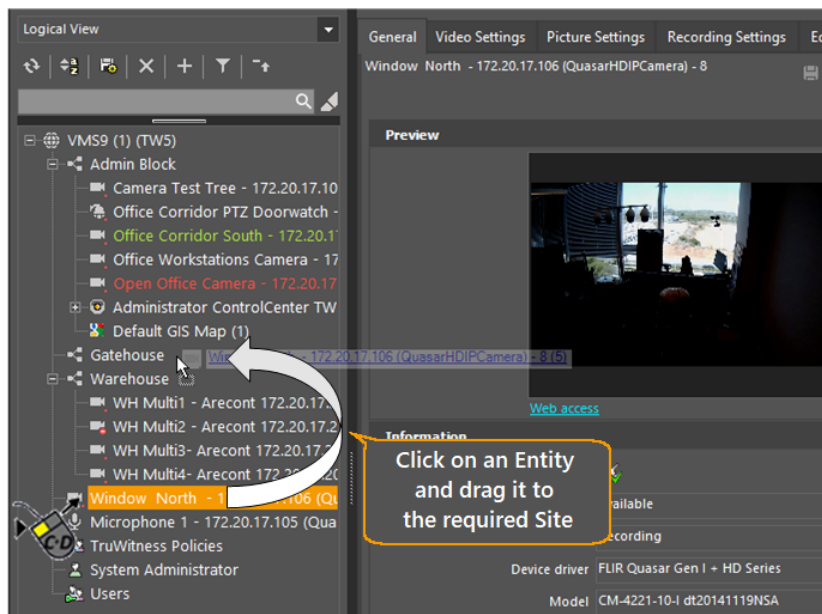 Logical View
VMS9 (1) (TW5)
Admin Block
Camera Test Tree - 172.20.17.10
Office Corridor PTZ Doorwatch -
Office Corridor South - 172.20.1
Office Workstations Camera - 17
Open Office Camera - 172.20.17
Administrator ControlCenter TW
Default GIS Map (1)
Gatehouse
Warehouse
WH Multi1 - Arecont 172.20.17.
WH Multi2 - Arecont 172.20.17.2
WH Multi3- Arecont 172.20.17.
WH Multi4- Arecont 172.20
Window North - 1 .106 (Qu
Microphone 1 - 172.20.17.105 (Qua
TruWitness Policies
System Administrator
Users
C-D
General Video Settings Picture Settings Recording Settings Ed
Window North - 172.20.17.106 (QuasarHDIPCamera) - 8
Preview
- 172.20.17.106 (QuasarHDIPCamera) - 8 (5)
Web access
Information
Click on an Entity
and drag it to
the required Site
vailable
ecording
Device driver FLIR Quasar Gen I + HD Series
Model CM-4221-10-I dt20141119NSA